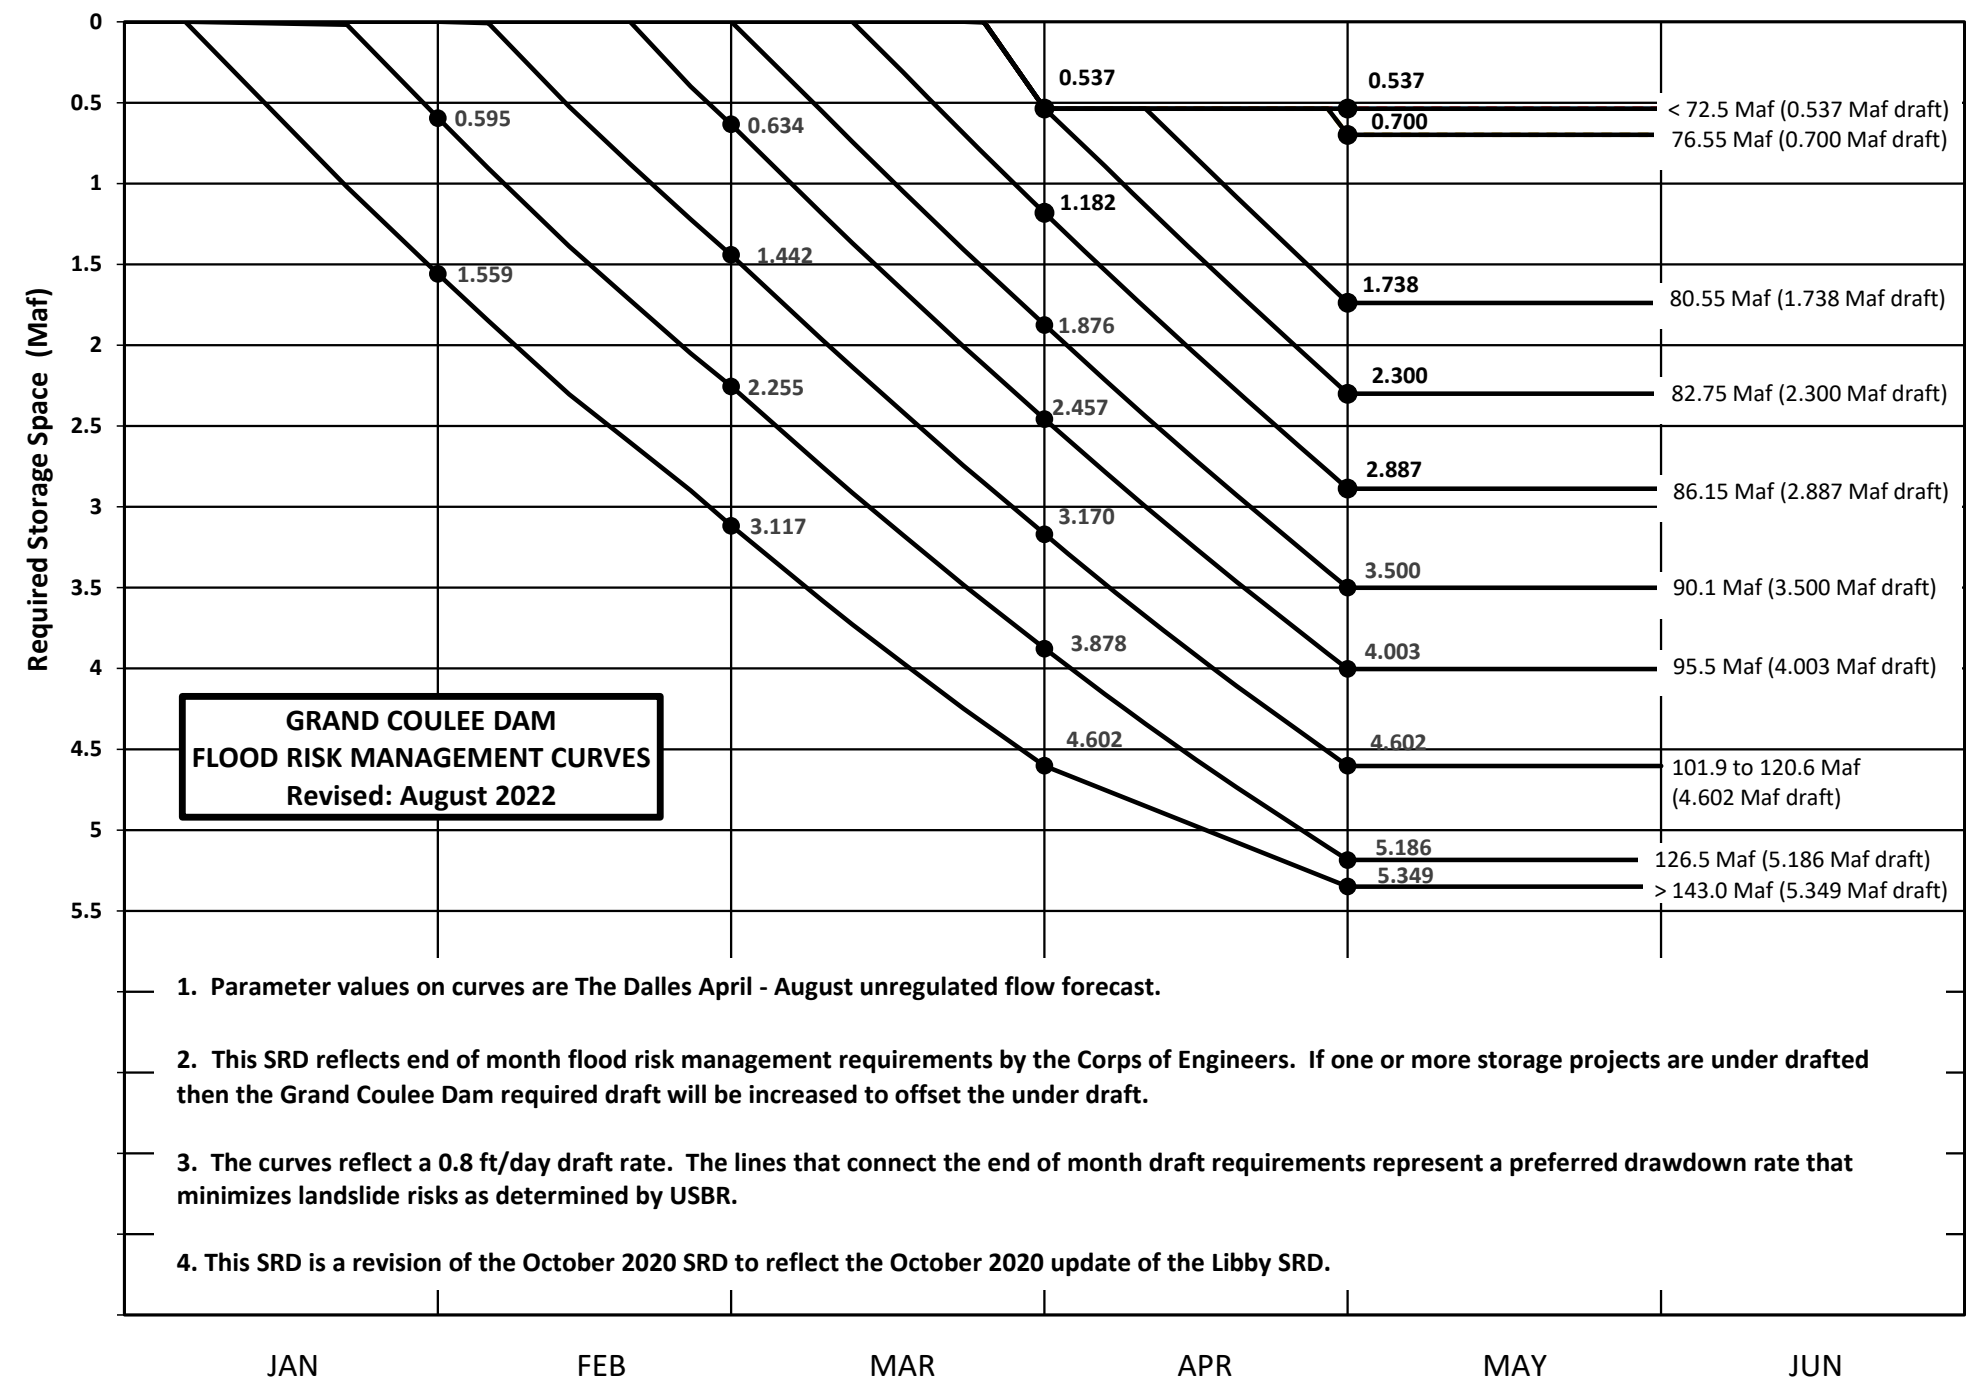 0
0.5
1
1.5
2
2.5
3
3.5
4
4.5
5
5.5
Required Storage Space (Maf)
0.537
0.537
0.595
0.634
0.700
1.182
1.559
1.442
1.738
1.876
2.255
2.300
2.457
2.887
3.117
3.170
3.500
3.878
4.003
4.602
4.602
5.186
5.349
< 72.5 Maf (0.537 Maf draft)
76.55 Maf (0.700 Maf draft)
80.55 Maf (1.738 Maf draft)
82.75 Maf (2.300 Maf draft)
86.15 Maf (2.887 Maf draft)
90.1 Maf (3.500 Maf draft)
95.5 Maf (4.003 Maf draft)
101.9 to 120.6 Maf
(4.602 Maf draft)
126.5 Maf (5.186 Maf draft)
> 143.0 Maf (5.349 Maf draft)
GRAND COULEE DAM
FLOOD RISK MANAGEMENT CURVES
Revised: August 2022
1. Parameter values on curves are The Dalles April - August unregulated flow forecast.
2. This SRD reflects end of month flood risk management requirements by the Corps of Engineers. If one or more storage projects are under drafted
then the Grand Coulee Dam required draft will be increased to offset the under draft.
3. The curves reflect a 0.8 ft/day draft rate. The lines that connect the end of month draft requirements represent a preferred drawdown rate that
minimizes landslide risks as determined by USBR.
4. This SRD is a revision of the October 2020 SRD to reflect the October 2020 update of the Libby SRD.
JAN FEB MAR APR MAY JUN